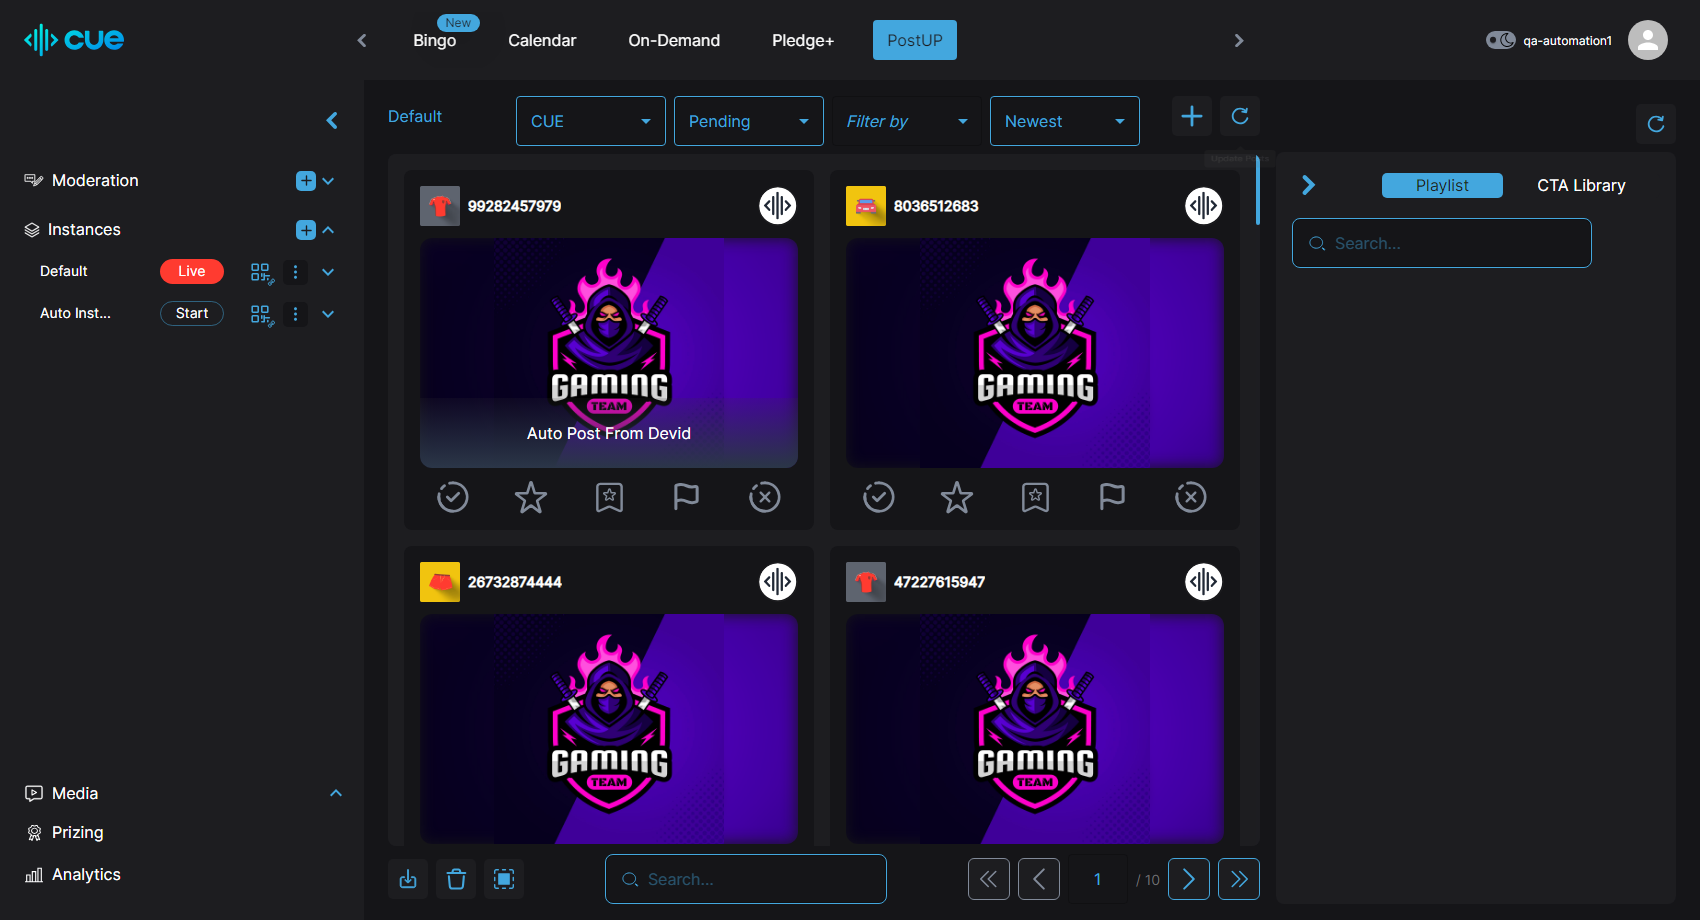 cue
New
Bingo
Calendar
On-Demand
Pledge+
PostUP
qa-automation1
Default
CUE
Pending
Filter by
Newest
Update Posts
Moderation
Instances
Default
Live
Auto Inst...
Start
99282457979
GAMING
TEAM
Auto Post From Devid
8036512683
GAMING
TEAM
26732874444
GAMING
TEAM
47227615947
GAMING
TEAM
Playlist
CTA Library
Search...
Media
Prizing
Analytics
Search...
1
/ 10